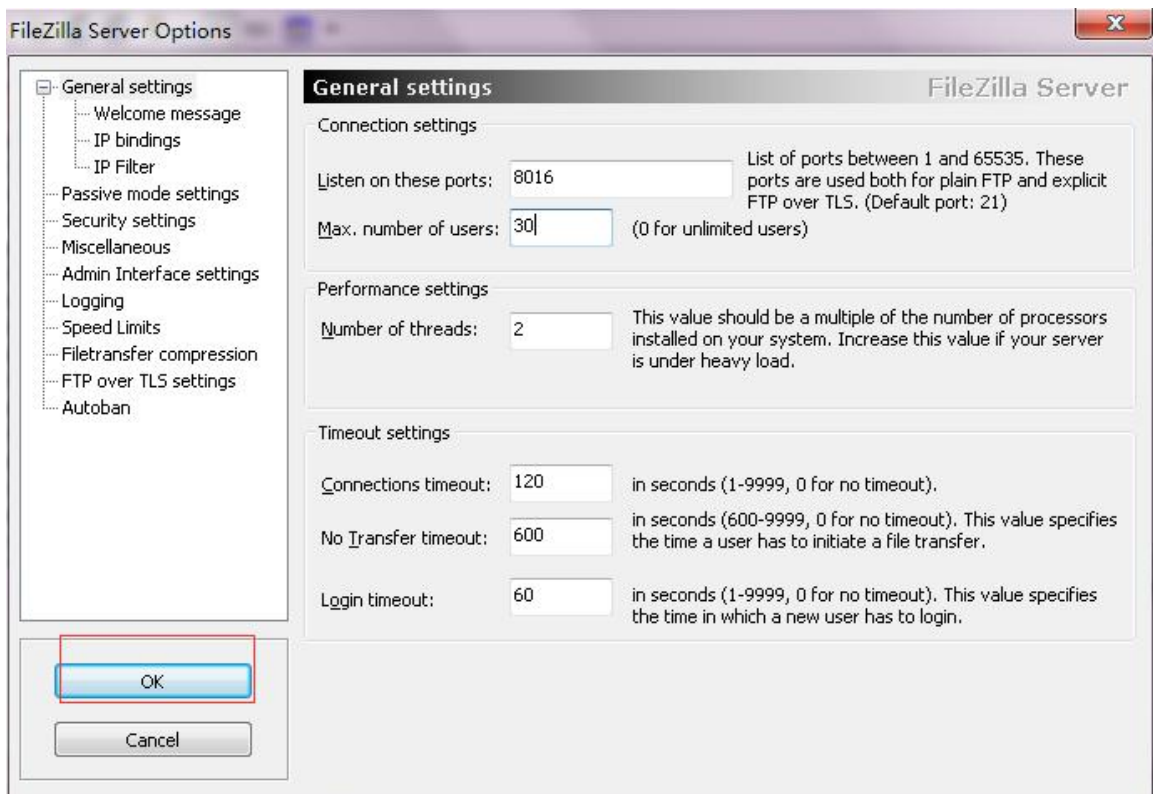 FileZilla Server Options
General settings
Welcome message
IP bindings
IP Filter
Passive mode settings
Security settings
Miscellaneous
Admin Interface settings
Logging
Speed Limits
Filetransfer compression
FTP over TLS settings
Autoban
OK
Cancel
General settings
FileZilla Server
Connection settings
Listen on these ports: 8016
List of ports between 1 and 65535. These
ports are used both for plain FTP and explicit
FTP over TLS. (Default port: 21)
Max. number of users: 30 (0 for unlimited users)
Performance settings
Number of threads: 2
This value should be a multiple of the number of processors
installed on your system. Increase this value if your server
is under heavy load.
Timeout settings
Connections timeout: 120 in seconds (1-9999, 0 for no timeout).
No Transfer timeout: 600
in seconds (600-9999, 0 for no timeout). This value specifies
the time a user has to initiate a file transfer.
Login timeout: 60
in seconds (1-9999, 0 for no timeout). This value specifies
the time in which a new user has to login.